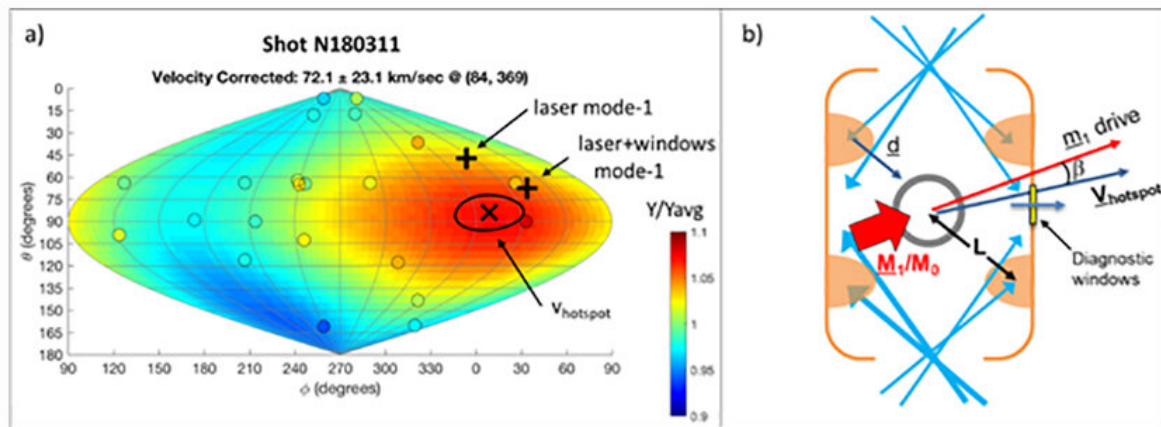 a)
Shot N180311
Velocity Corrected: 72.1 ± 23.1 km/sec @ (84, 369)
laser mode-1
laser+windows
mode-1
Vhotspot
θ (degrees)
0
15
30
45
60
75
90
105
120
135
150
165
180
90 120 150 180 210 240 270 300 330 0 30 60 90
ϕ (degrees)
Y/Yavg
1.1
1.05
1
0.95
0.9
b)
m1 drive
d
β
Vhotspot
L
M1/M0
Diagnostic
windows